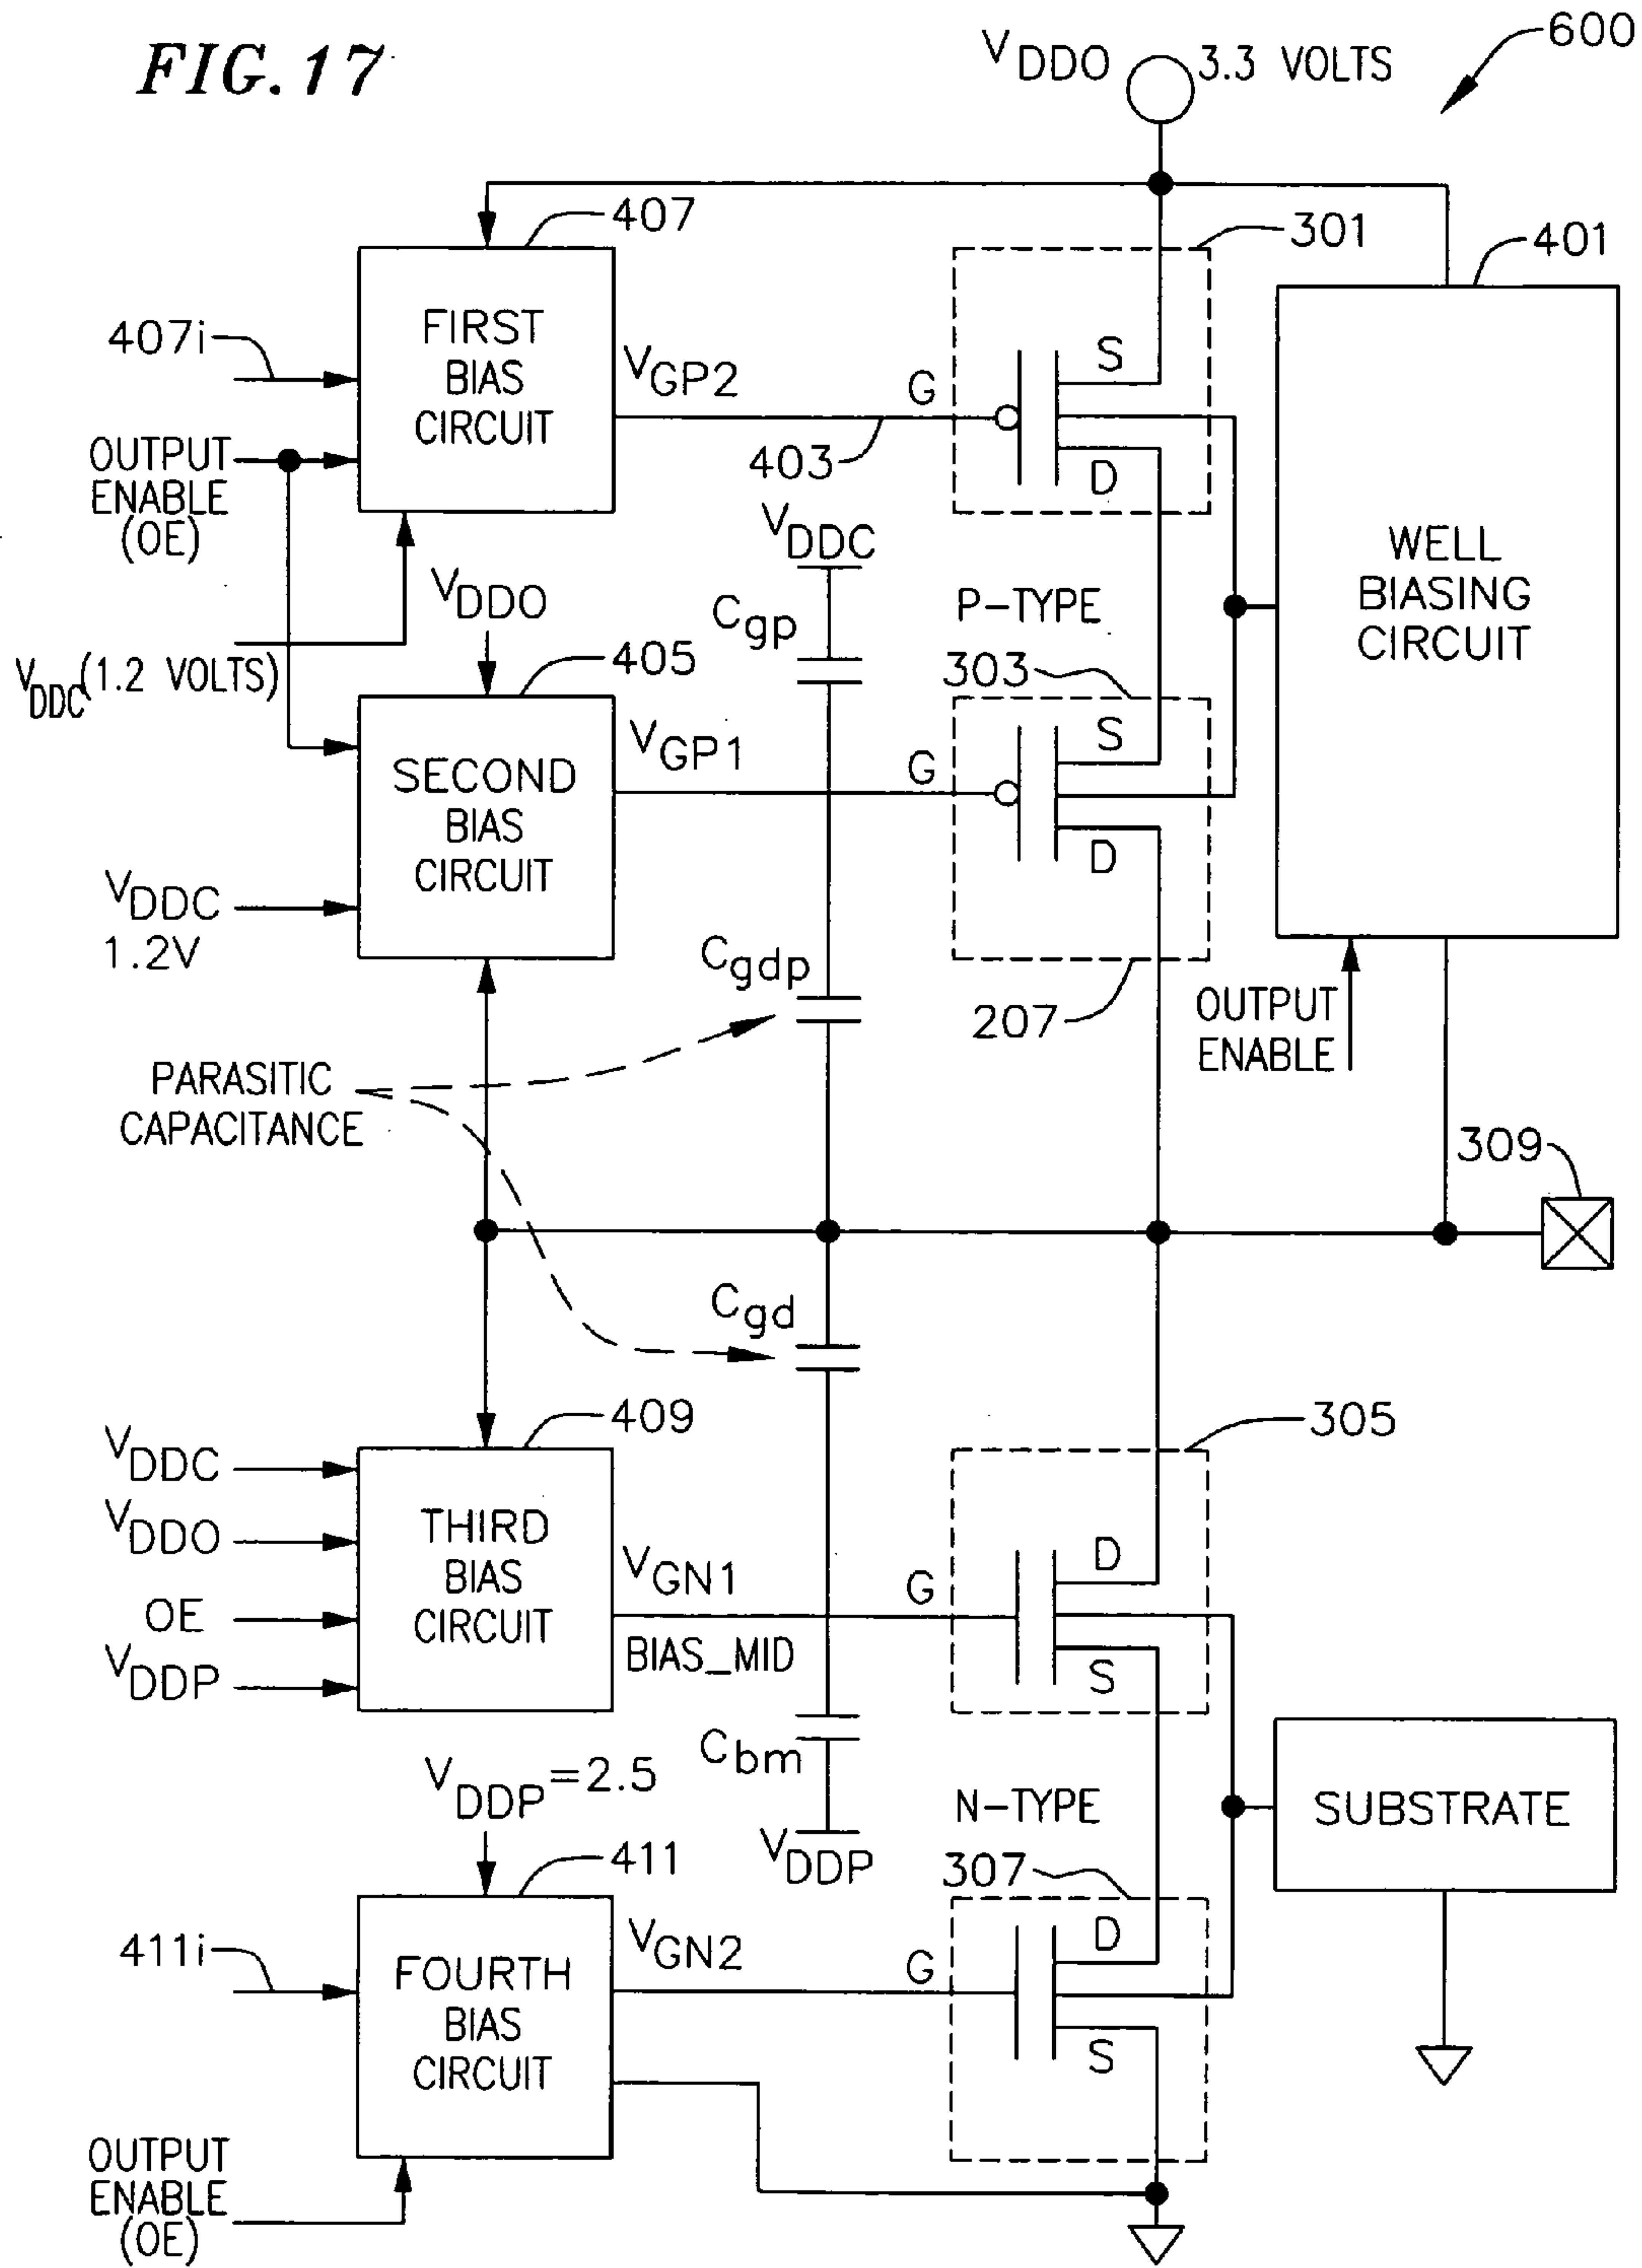 FIG. 17
VDDO 3.3 VOLTS
600
407
301
401
407i
FIRST
BIAS
CIRCUIT
VGP2
G
S
D
403
OUTPUT
ENABLE
(OE)
VDDC
WELL
BIASING
CIRCUIT
VDDO
Cgp
P-TYPE
VDDC(1.2 VOLTS)
405
303
SECOND
BIAS
CIRCUIT
VGP1
G
S
D
VDDC
1.2V
Cgdp
207
OUTPUT
ENABLE
PARASITIC
CAPACITANCE
309
Cgd
409
305
VDDC
VDDO
OE
VDDP
THIRD
BIAS
CIRCUIT
VGN1
BIAS_MID
G
D
S
Cbm
VDDP=2.5
N-TYPE
SUBSTRATE
VDDP
411
307
411i
FOURTH
BIAS
CIRCUIT
VGN2
G
D
S
OUTPUT
ENABLE
(OE)